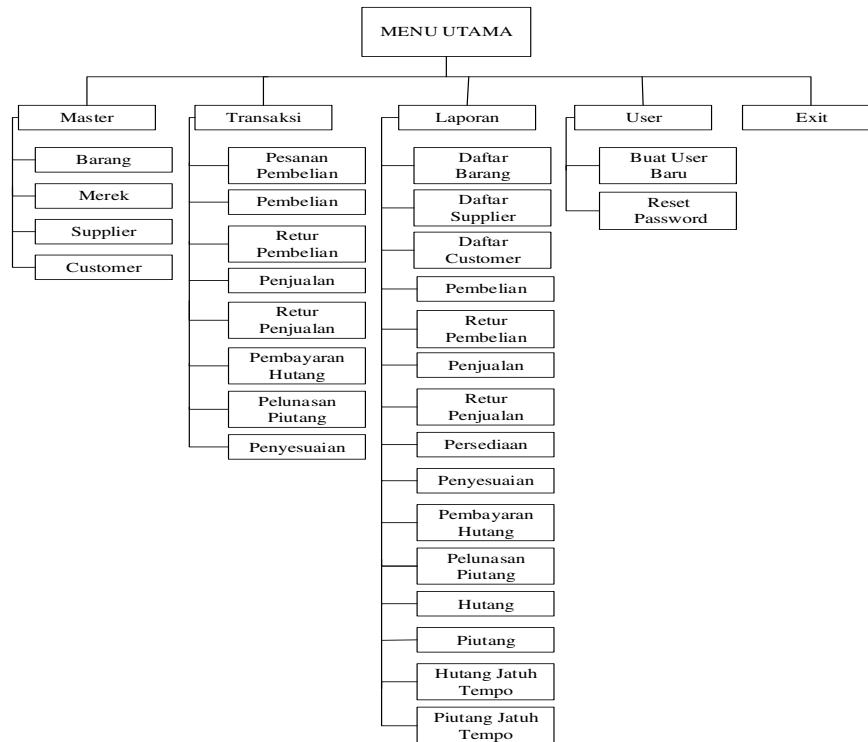 MENU UTAMA
Master
Barang
Merek
Supplier
Customer
Transaksi
Pesanan
Pembelian
Pembelian
Retur
Pembelian
Penjualan
Retur
Penjualan
Pembayaran
Hutang
Pelunasan
Piutang
Penyesuaian
Laporan
Daftar
Barang
Daftar
Supplier
Daftar
Customer
Pembelian
Retur
Pembelian
Penjualan
Retur
Penjualan
Persediaan
Penyesuaian
Pembayaran
Hutang
Pelunasan
Piutang
Hutang
Piutang
Hutang Jatuh
Tempo
Piutang Jatuh
Tempo
User
Buat User
Baru
Reset
Password
Exit